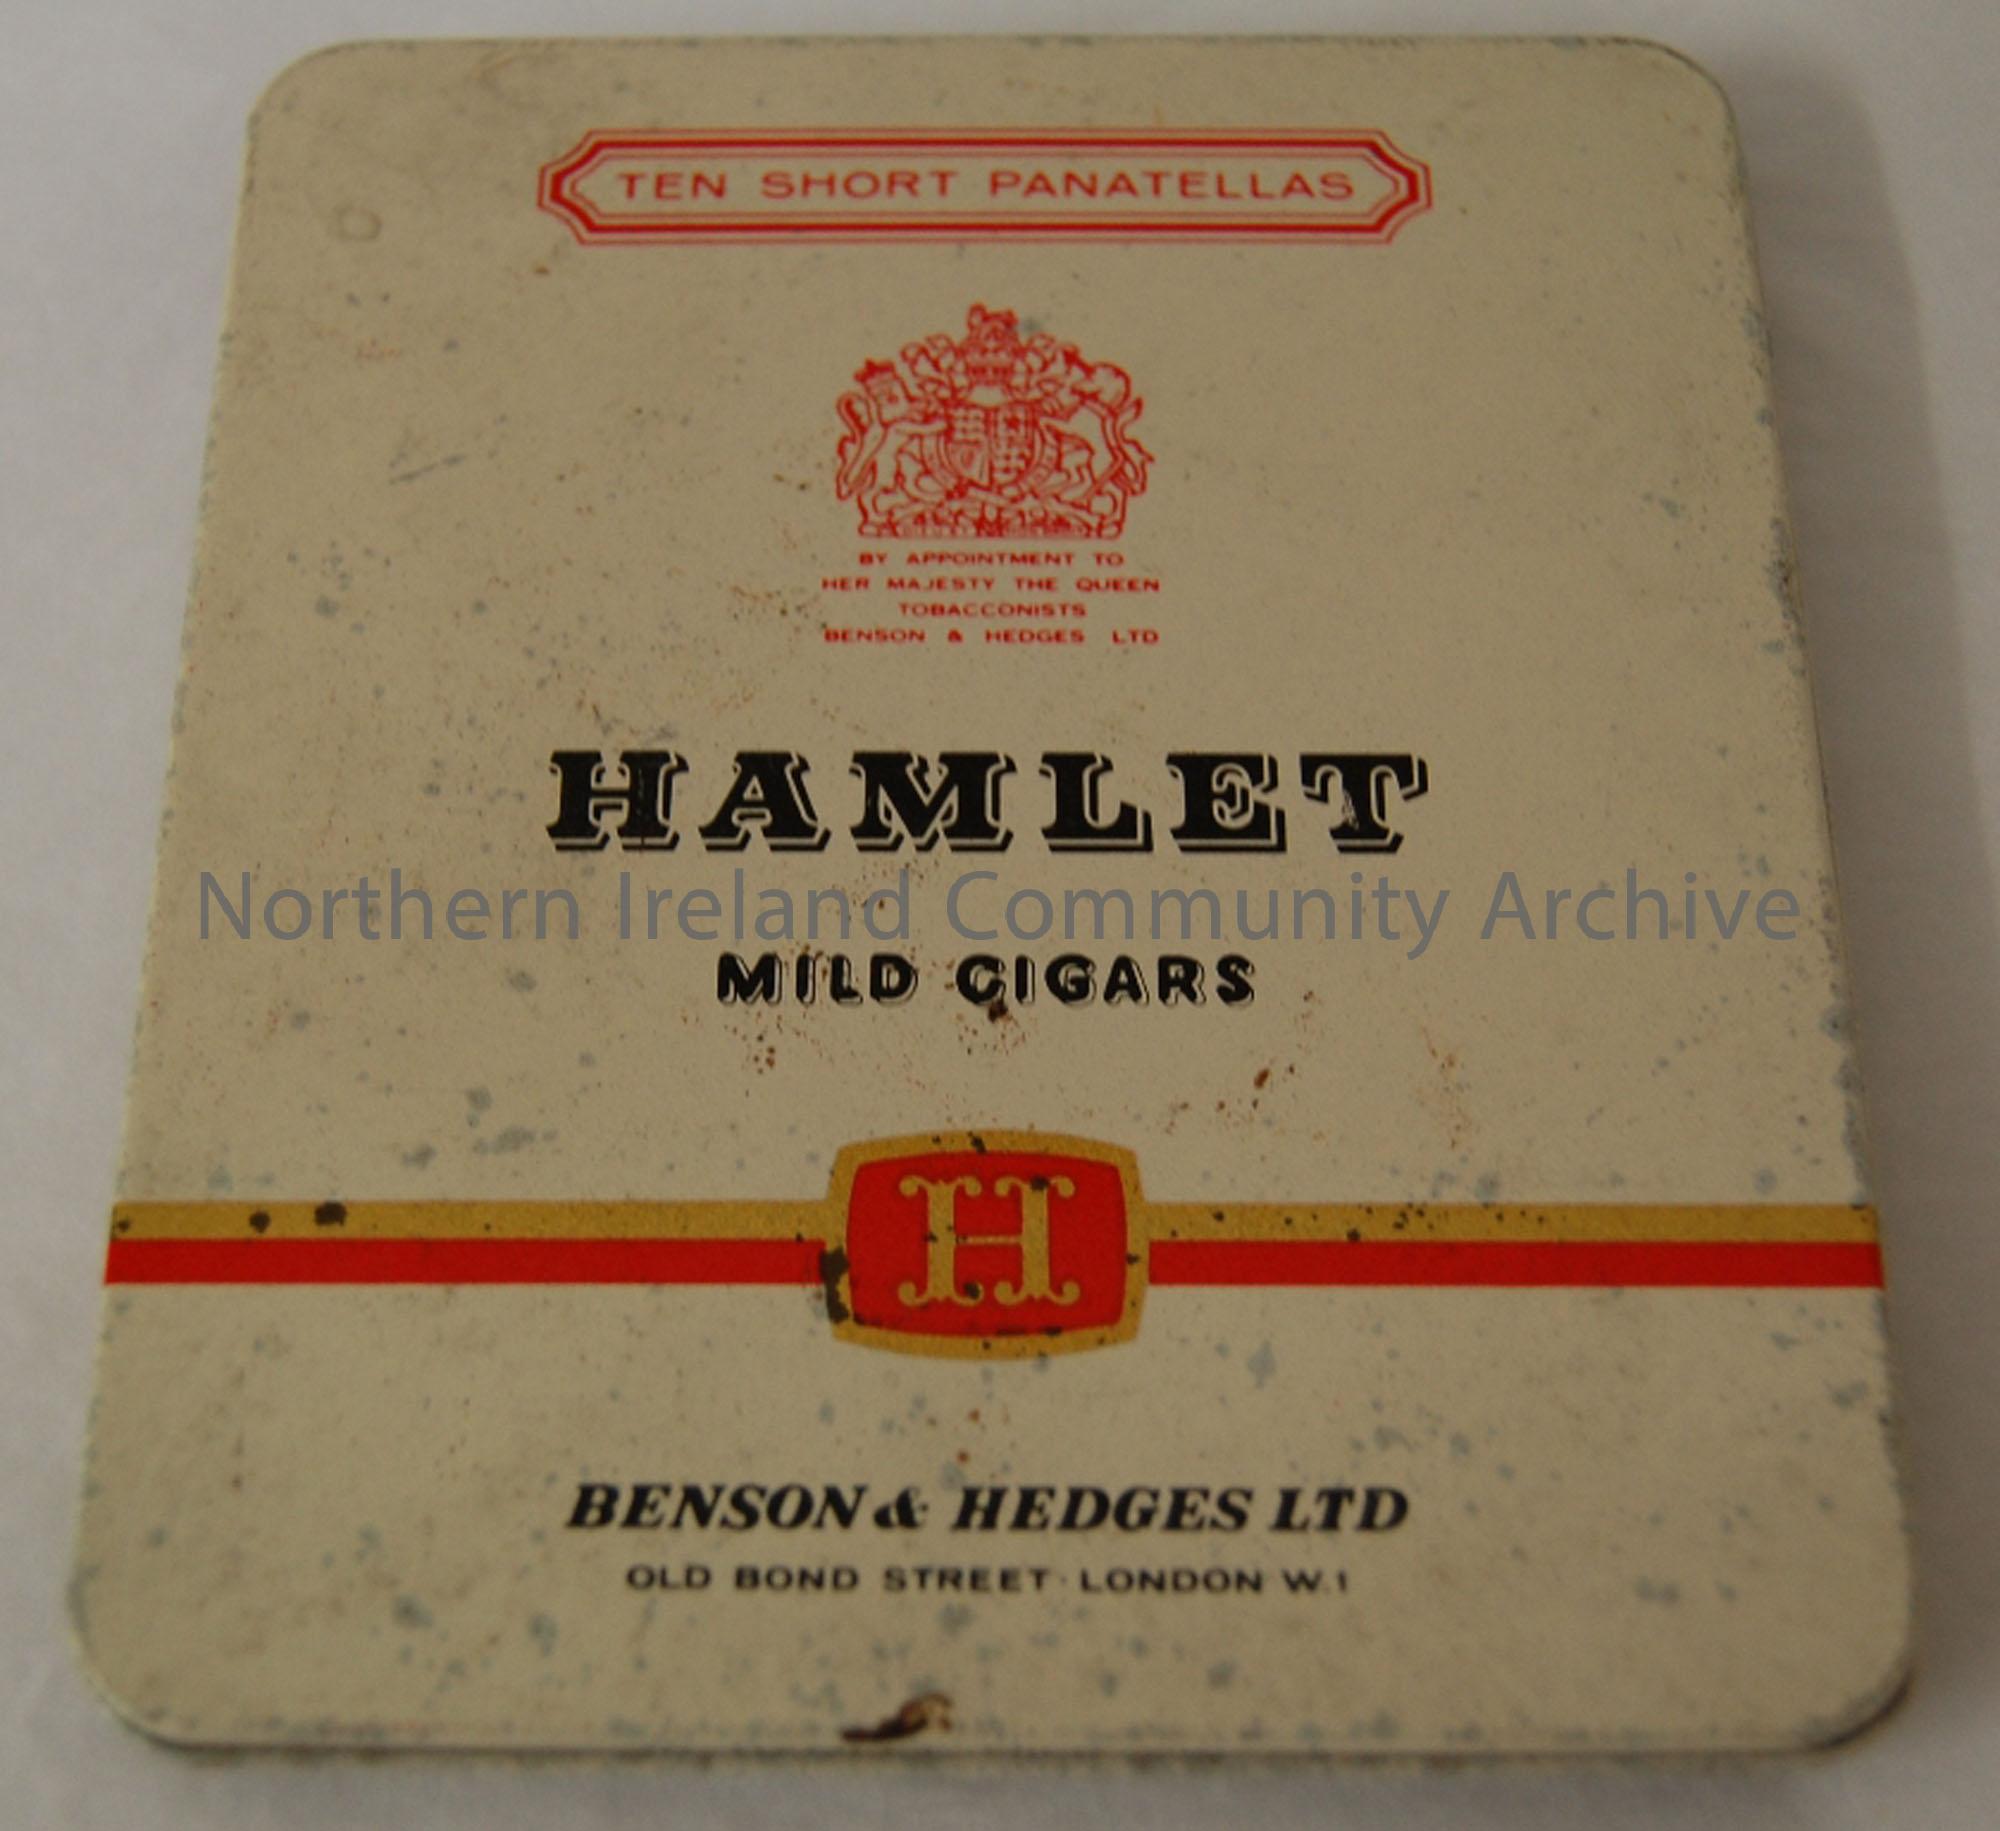 TEN SHORT PANATELLAS
BY APPOINTMENT TO
HER MAJESTY THE QUEEN
TOBACCONISTS
BENSON & HEDGES LTD
HAMLET
Northern Ireland Community Archive
MILD CIGARS
H
BENSON & HEDGES LTD
OLD BOND STREET · LONDON W.1